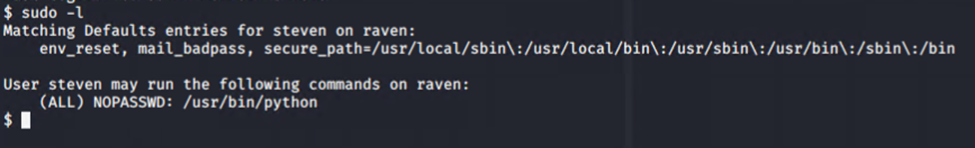 $ sudo -l
Matching Defaults entries for steven on raven:
    env_reset, mail_badpass, secure_path=/usr/local/sbin\:/usr/local/bin\:/usr/sbin\:/usr/bin\:/sbin\:/bin

User steven may run the following commands on raven:
    (ALL) NOPASSWD: /usr/bin/python
$